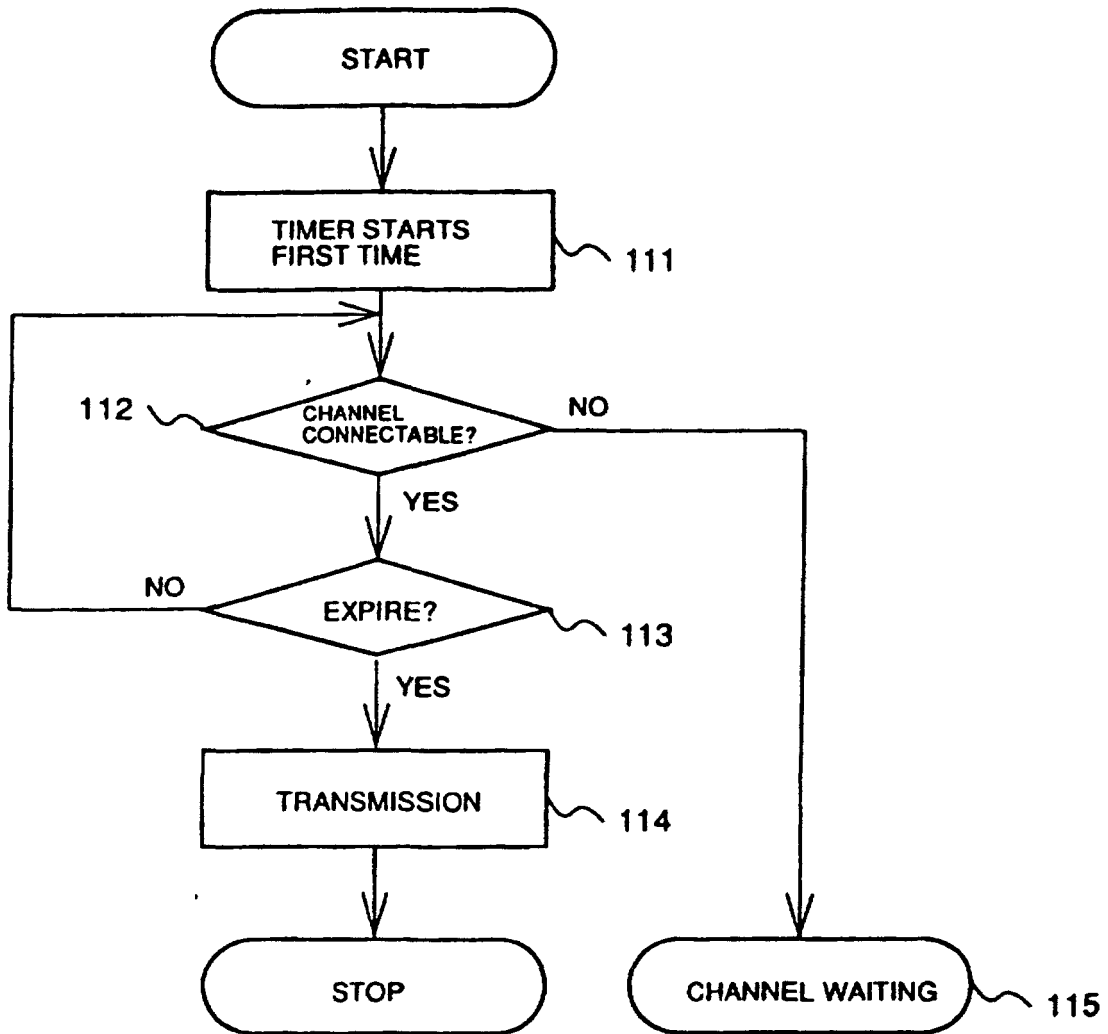 START
TIMER STARTS
FIRST TIME
111
112
CHANNEL
CONNECTABLE?
NO
YES
NO
EXPIRE?
113
YES
TRANSMISSION
114
STOP
CHANNEL WAITING
115